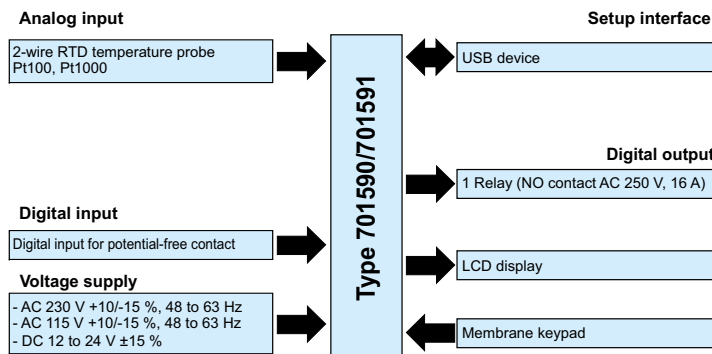 Analog input
2-wire RTD temperature probe
Pt100, Pt1000
Digital input
Digital input for potential-free contact
Voltage supply
- AC 230 V +10/-15 %, 48 to 63 Hz
- AC 115 V +10/-15 %, 48 to 63 Hz
- DC 12 to 24 V ±15 %
Type 701590/701591
Setup interface
USB device
Digital output
1 Relay (NO contact AC 250 V, 16 A)
LCD display
Membrane keypad